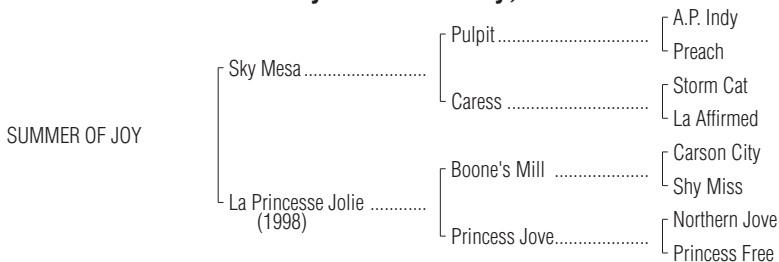 A.P. Indy
Pulpit
Preach
Sky Mesa
Storm Cat
Caress
La Affirmed
SUMMER OF JOY
Carson City
Boone's Mill
Shy Miss
La Princesse Jolie
(1998)
Northern Jove
Princess Jove
Princess Free